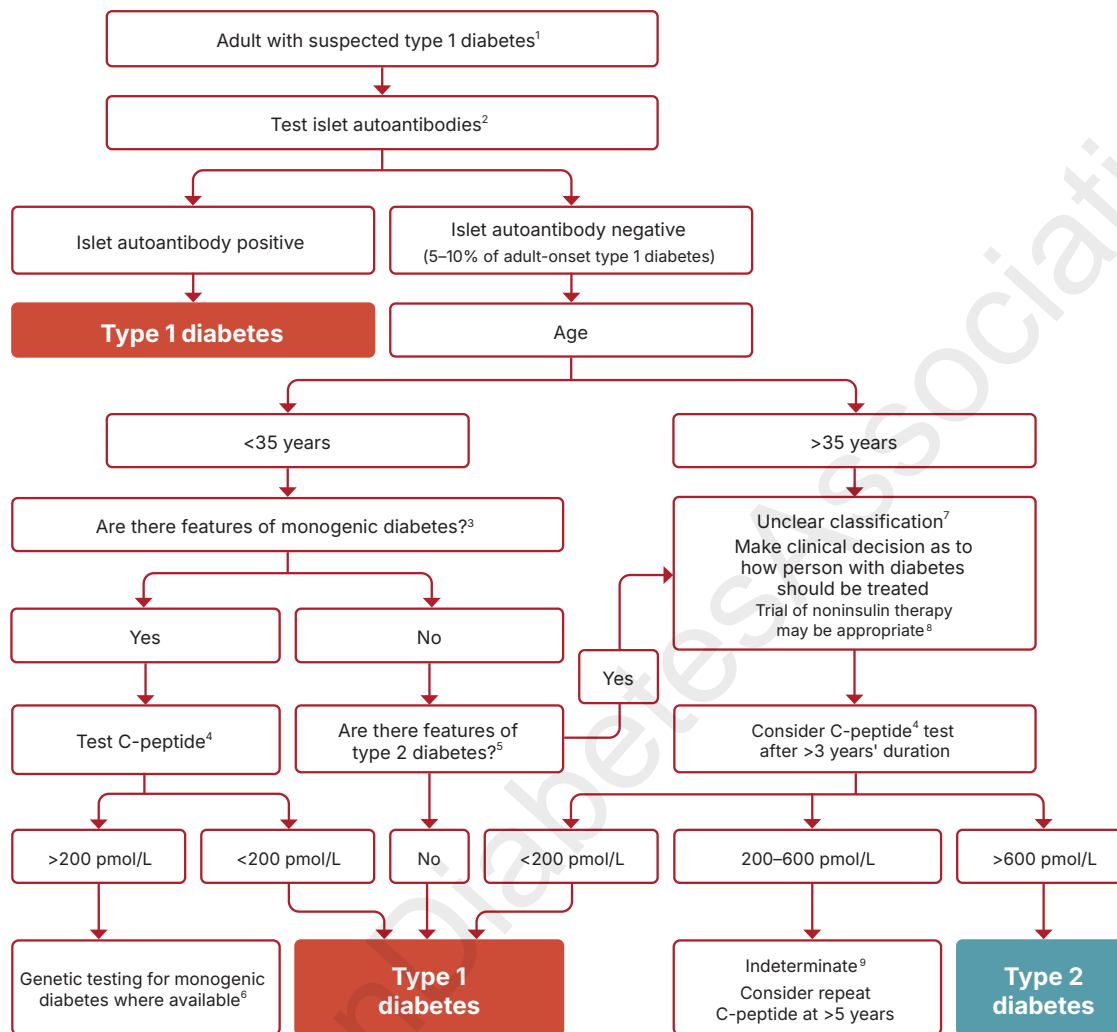 Adult with suspected type 1 diabetes¹
Test islet autoantibodies²
Islet autoantibody positive
Islet autoantibody negative
(5–10% of adult-onset type 1 diabetes)
Type 1 diabetes
Age
<35 years
>35 years
Are there features of monogenic diabetes?³
Unclear classification⁷
Make clinical decision as to
how person with diabetes
should be treated
Trial of noninsulin therapy
may be appropriate⁸
Yes
No
Yes
Test C-peptide⁴
Are there features of
type 2 diabetes?⁵
Consider C-peptide⁴ test
after >3 years' duration
>200 pmol/L
<200 pmol/L
No
<200 pmol/L
200–600 pmol/L
>600 pmol/L
Genetic testing for monogenic
diabetes where available⁶
Type 1
diabetes
Indeterminate⁹
Consider repeat
C-peptide at >5 years
Type 2
diabetes
nDiabetesAssociati